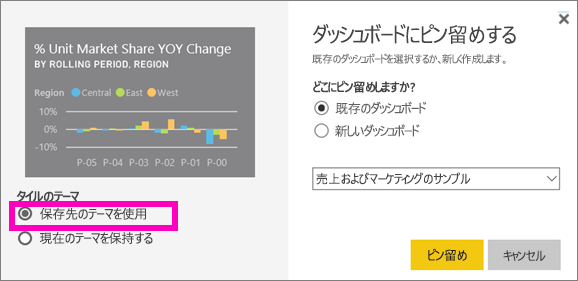 % Unit Market Share YOY Change
BY ROLLING PERIOD, REGION
Region Central East West
10%
0%
-10%
P-05 P-04 P-03 P-02 P-01 P-00
タイルのテーマ
保存先のテーマを使用
現在のテーマを保持する
ダッシュボードにピン留めする
既存のダッシュボードを選択するか、新しく作成します。
どこにピン留めしますか?
既存のダッシュボード
新しいダッシュボード
売上およびマーケティングのサンプル
ピン留め
キャンセル